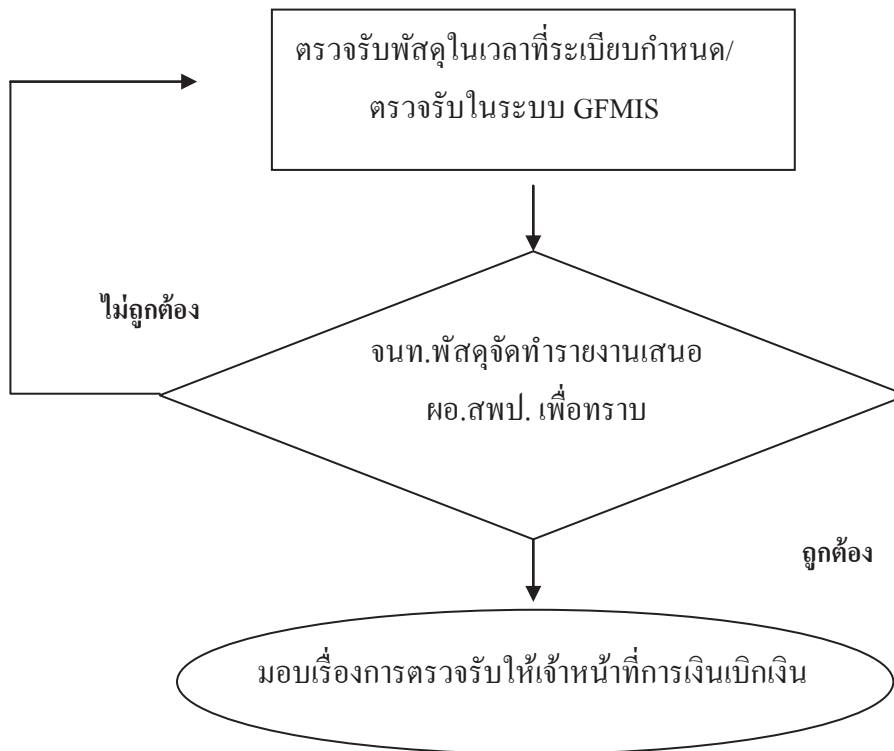 ตรวจรับพัสดุในเวลาที่ระเบียบกำหนด/
ตรวจรับในระบบ GFMIS
ไม่ถูกต้อง
จนท.พัสดุจัดทำรายงานเสนอ
ผอ.สพป. เพื่อทราบ
ถูกต้อง
มอบเรื่องการตรวจรับให้เจ้าหน้าที่การเงินเบิกเงิน